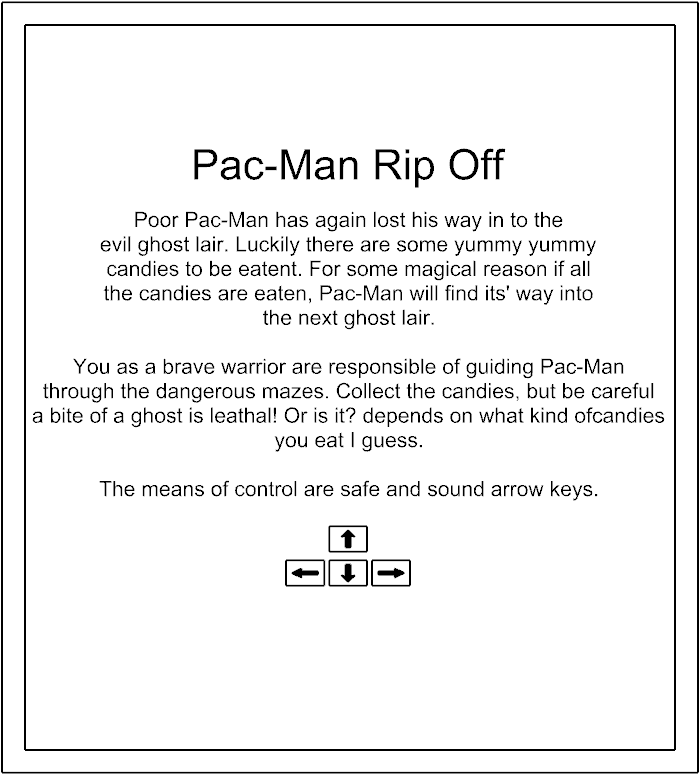 Pac-Man Rip Off
Poor Pac-Man has again lost his way in to the
evil ghost lair. Luckily there are some yummy yummy
candies to be eatent. For some magical reason if all
the candies are eaten, Pac-Man will find its' way into
the next ghost lair.
You as a brave warrior are responsible of guiding Pac-Man
through the dangerous mazes. Collect the candies, but be careful
a bite of a ghost is leathal! Or is it? depends on what kind ofcandies
you eat I guess.
The means of control are safe and sound arrow keys.